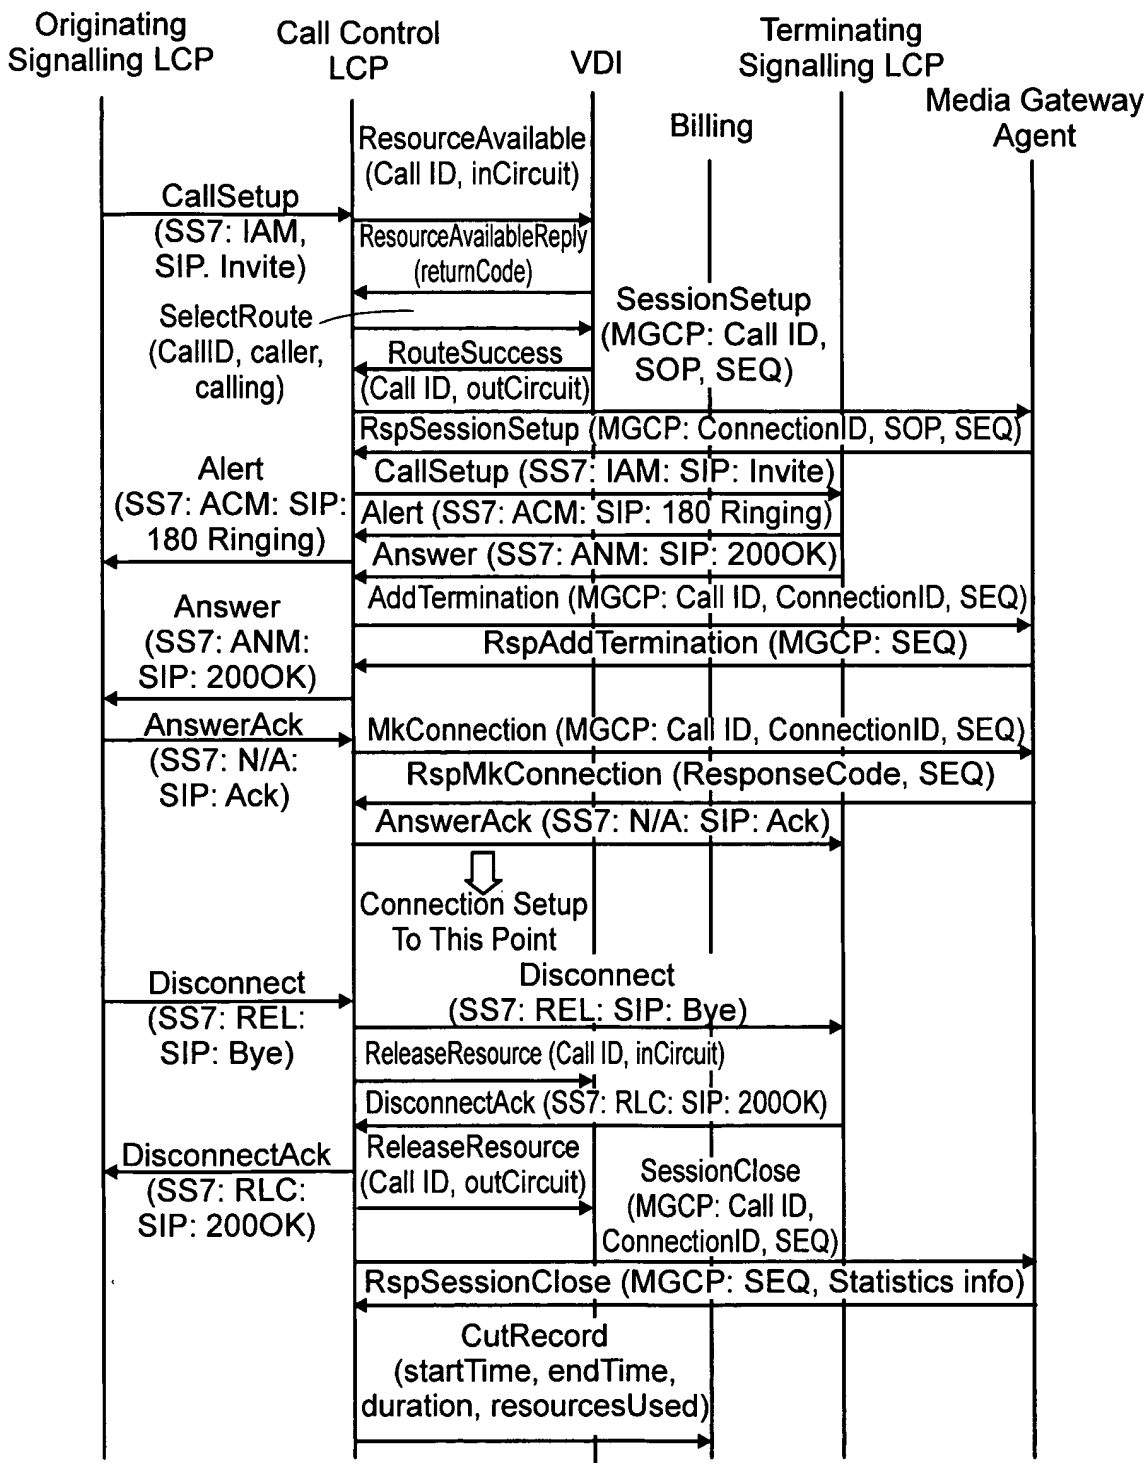 Originating
Signalling LCP
Call Control
LCP
VDI
Terminating
Signalling LCP
Billing
Media Gateway
Agent
ResourceAvailable
(Call ID, inCircuit)
CallSetup
(SS7: IAM,
SIP. Invite)
ResourceAvailableReply
(returnCode)
SelectRoute
(CallID, caller,
calling)
SessionSetup
(MGCP: Call ID,
SOP, SEQ)
RouteSuccess
(Call ID, outCircuit)
RspSessionSetup (MGCP: ConnectionID, SOP, SEQ)
Alert
(SS7: ACM: SIP:
180 Ringing)
CallSetup (SS7: IAM: SIP: Invite)
Alert (SS7: ACM: SIP: 180 Ringing)
Answer (SS7: ANM: SIP: 200OK)
Answer
(SS7: ANM:
SIP: 200OK)
AddTermination (MGCP: Call ID, ConnectionID, SEQ)
RspAddTermination (MGCP: SEQ)
AnswerAck
(SS7: N/A:
SIP: Ack)
MkConnection (MGCP: Call ID, ConnectionID, SEQ)
RspMkConnection (ResponseCode, SEQ)
AnswerAck (SS7: N/A: SIP: Ack)
Connection Setup
To This Point
Disconnect
(SS7: REL:
SIP: Bye)
Disconnect
(SS7: REL: SIP: Bye)
ReleaseResource (Call ID, inCircuit)
DisconnectAck (SS7: RLC: SIP: 200OK)
DisconnectAck
(SS7: RLC:
SIP: 200OK)
ReleaseResource
(Call ID, outCircuit)
SessionClose
(MGCP: Call ID,
ConnectionID, SEQ)
RspSessionClose (MGCP: SEQ, Statistics info)
CutRecord
(startTime, endTime,
duration, resourcesUsed)